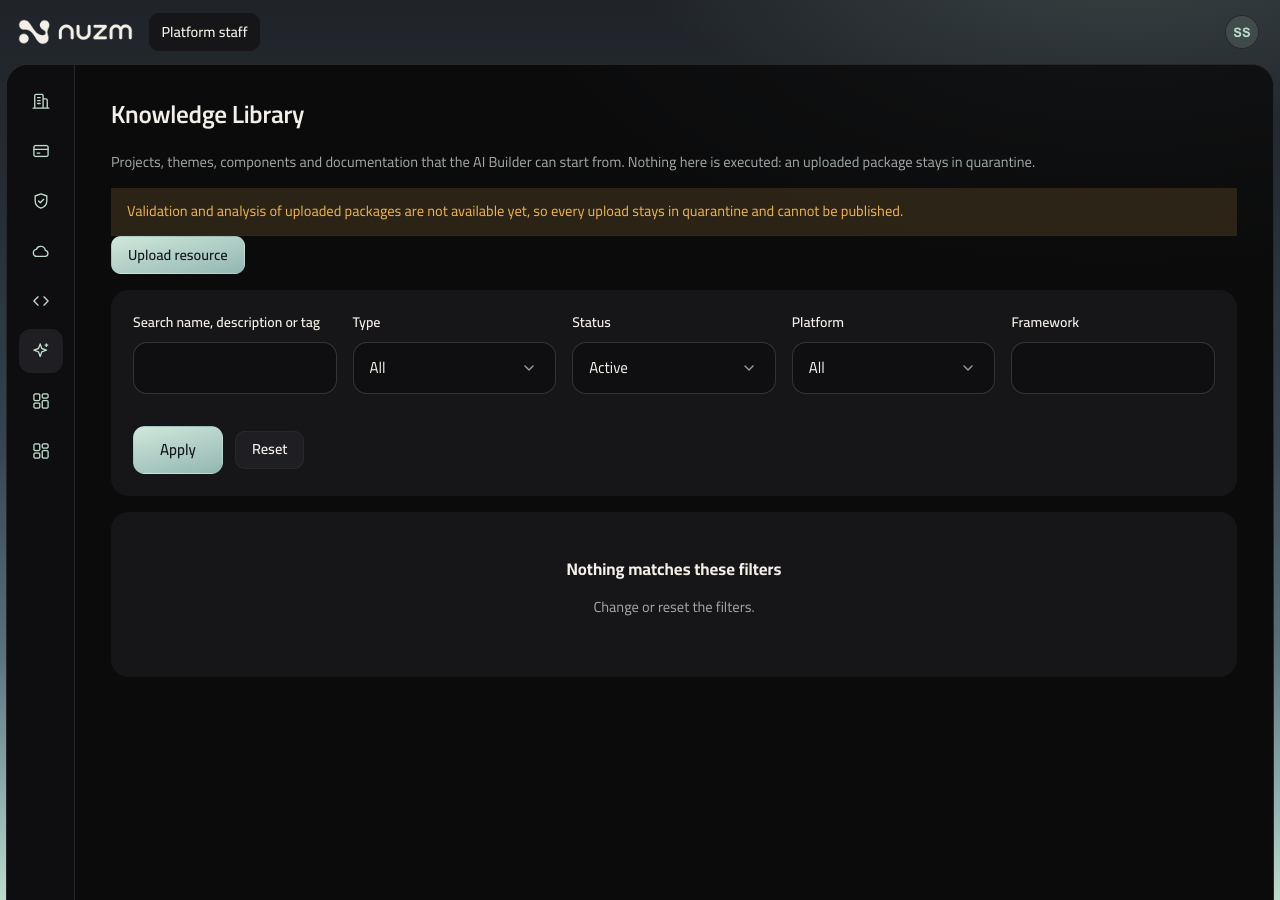 nuzm
Platform staff
SS
Knowledge Library
Projects, themes, components and documentation that the AI Builder can start from. Nothing here is executed: an uploaded package stays in quarantine.
Validation and analysis of uploaded packages are not available yet, so every upload stays in quarantine and cannot be published.
Upload resource
Search name, description or tag
Type
Status
Platform
Framework
All
Active
All
Apply
Reset
Nothing matches these filters
Change or reset the filters.